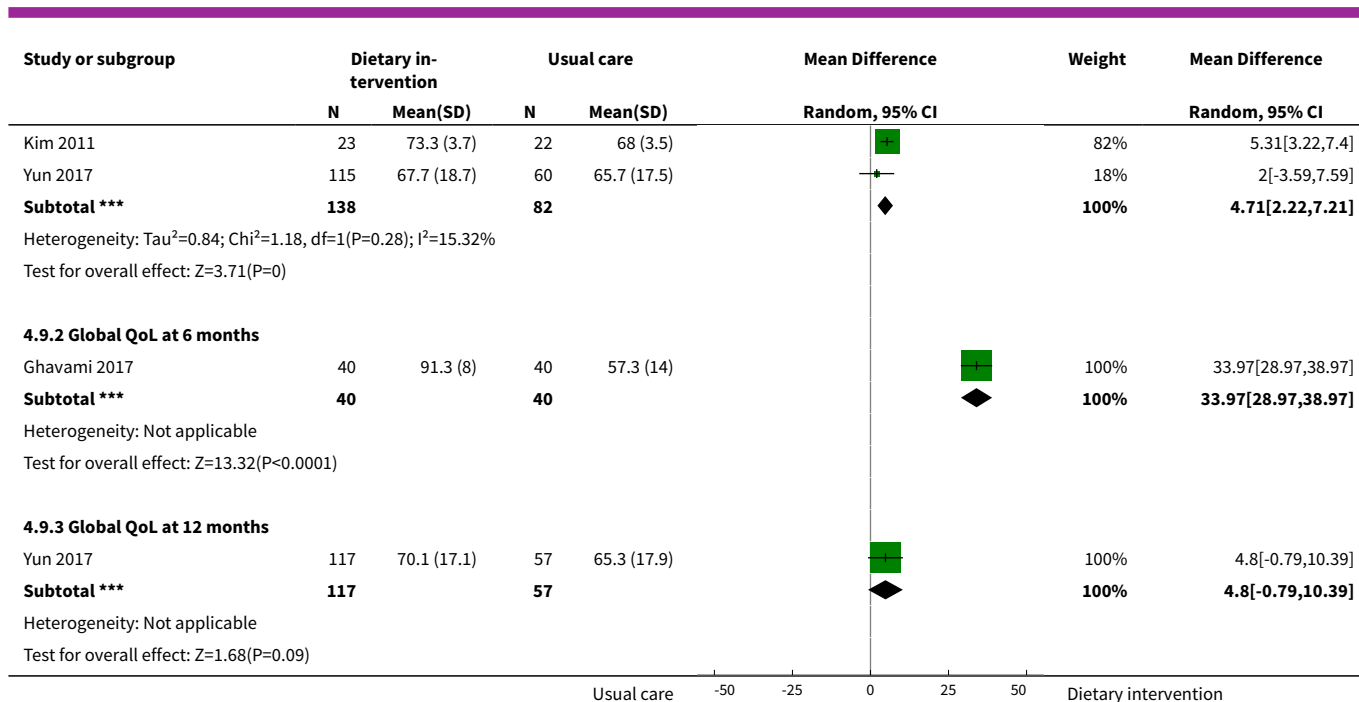 Study or subgroup Dietary in- Usual care Mean Difference Weight Mean Difference
tervention
N Mean(SD) N Mean(SD) Random, 95% CI Random, 95% CI
Kim 2011 23 73.3 (3.7) 22 68 (3.5) 82% 5.31[3.22,7.4]
Yun 2017 115 67.7 (18.7) 60 65.7 (17.5) 18% 2[-3.59,7.59]
Subtotal *** 138 82 100% 4.71[2.22,7.21]
Heterogeneity: Tau²=0.84; Chi²=1.18, df=1(P=0.28); I²=15.32%
Test for overall effect: Z=3.71(P=0)
4.9.2 Global QoL at 6 months
Ghavami 2017 40 91.3 (8) 40 57.3 (14) 100% 33.97[28.97,38.97]
Subtotal *** 40 40 100% 33.97[28.97,38.97]
Heterogeneity: Not applicable
Test for overall effect: Z=13.32(P<0.0001)
4.9.3 Global QoL at 12 months
Yun 2017 117 70.1 (17.1) 57 65.3 (17.9) 100% 4.8[-0.79,10.39]
Subtotal *** 117 57 100% 4.8[-0.79,10.39]
Heterogeneity: Not applicable
Test for overall effect: Z=1.68(P=0.09)
Usual care -50 -25 0 25 50 Dietary intervention